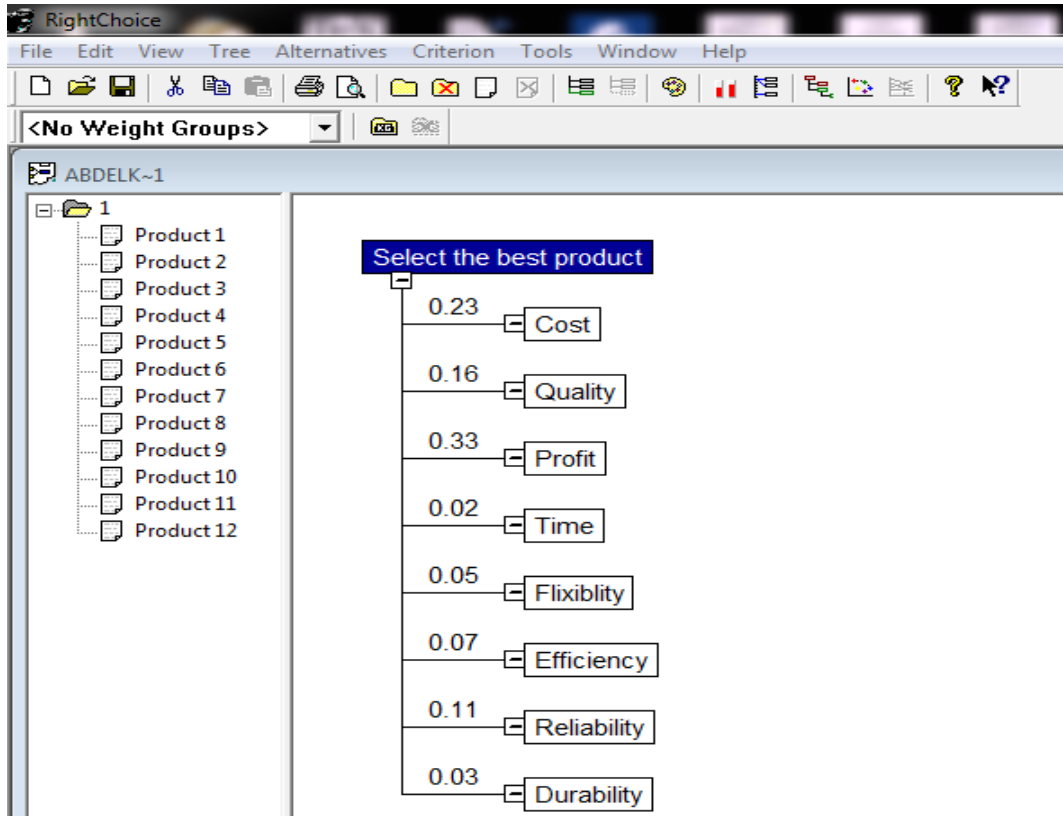 RightChoice
File Edit View Tree Alternatives Criterion Tools Window Help
<No Weight Groups>
ABDELK~1
1
Product 1
Product 2
Product 3
Product 4
Product 5
Product 6
Product 7
Product 8
Product 9
Product 10
Product 11
Product 12
Select the best product
0.23 Cost
0.16 Quality
0.33 Profit
0.02 Time
0.05 Flixiblity
0.07 Efficiency
0.11 Reliability
0.03 Durability